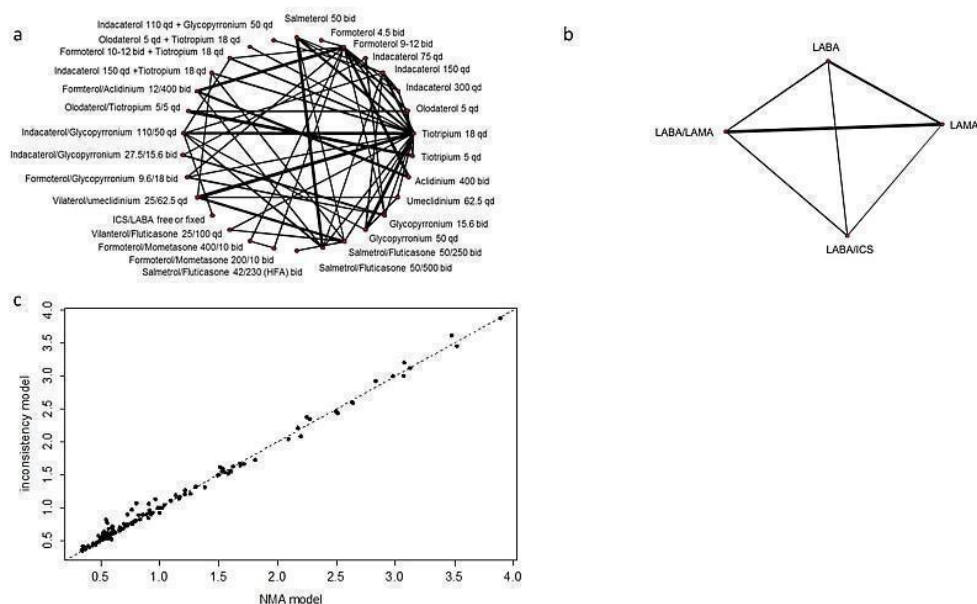 a
Indacaterol 110 qd + Glycopyrronium 50 qd
Olodaterol 5 qd + Tiotropium 18 qd
Formoterol 10-12 bid + Tiotropium 18 qd
Indacaterol 150 qd +Tiotropium 18 qd
Formterol/Aclidinium 12/400 bid
Olodaterol/Tiotropium 5/5 qd
Indacaterol/Glycopyrronium 110/50 qd
Indacaterol/Glycopyrronium 27.5/15.6 bid
Formoterol/Glycopyrronium 9.6/18 bid
Vilaterol/umeclidinium 25/62.5 qd
ICS/LABA free or fixed
Vilanterol/Fluticasone 25/100 qd
Formoterol/Mometasone 400/10 bid
Formoterol/Mometasone 200/10 bid
Salmetrol/Fluticasone 42/230 (HFA) bid
Salmeterol 50 bid
Formoterol 4.5 bid
Formoterol 9-12 bid
Indacaterol 75 qd
Indacaterol 150 qd
Indacaterol 300 qd
Olodaterol 5 qd
Tiotripium 18 qd
Tiotripium 5 qd
Aclidinium 400 bid
Umeclidinium 62.5 qd
Glycopyrronium 15.6 bid
Glycopyrronium 50 qd
Salmetrol/Fluticasone 50/250 bid
Salmetrol/Fluticasone 50/500 bid
b
LABA
LABA/LAMA
LAMA
LABA/ICS
c
inconsistency model
4.0
3.5
3.0
2.5
2.0
1.5
1.0
0.5
0.5
1.0
1.5
2.0
2.5
3.0
3.5
4.0
NMA model